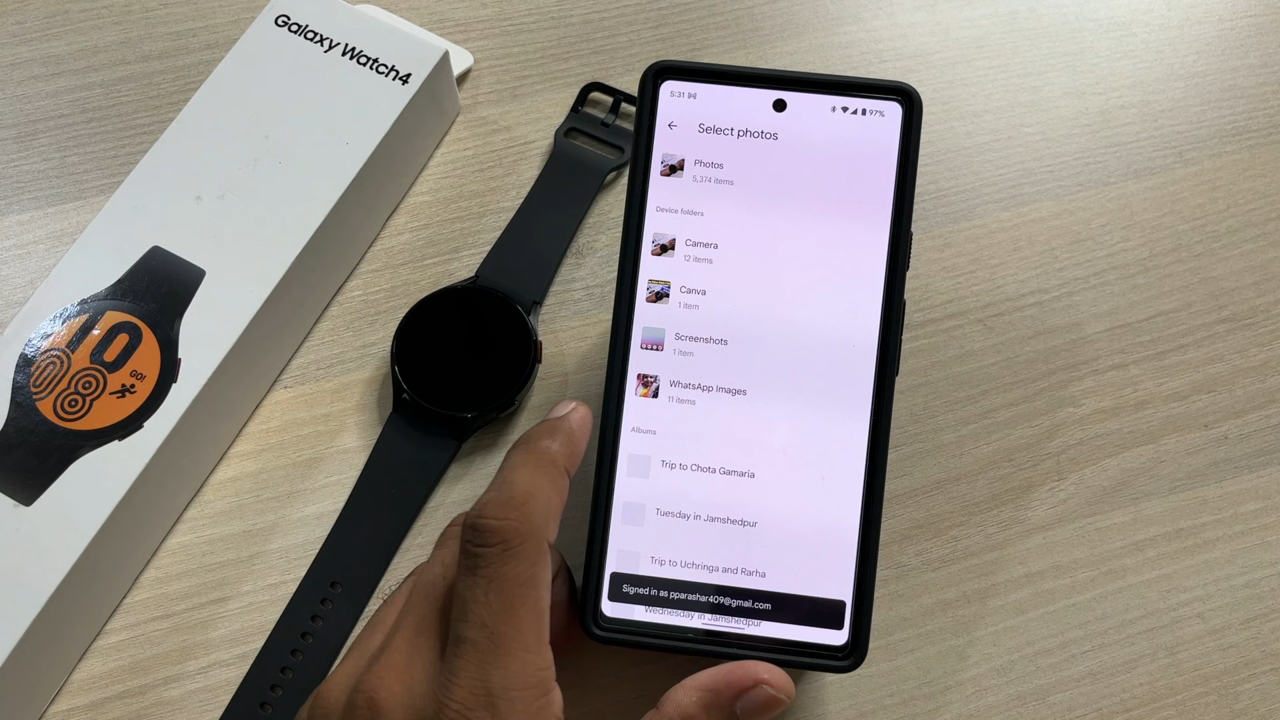 Galaxy Watch4
10
08
GO!
5:31
97%
Select photos
Photos
5,374 items
Device folders
Camera
12 items
Canva
1 item
Screenshots
1 item
WhatsApp Images
11 items
Albums
Trip to Chota Gamaria
Tuesday in Jamshedpur
Trip to Uchringa and Rarha
Signed in as pparashar409@gmail.com
Wednesday in Jamshedpur